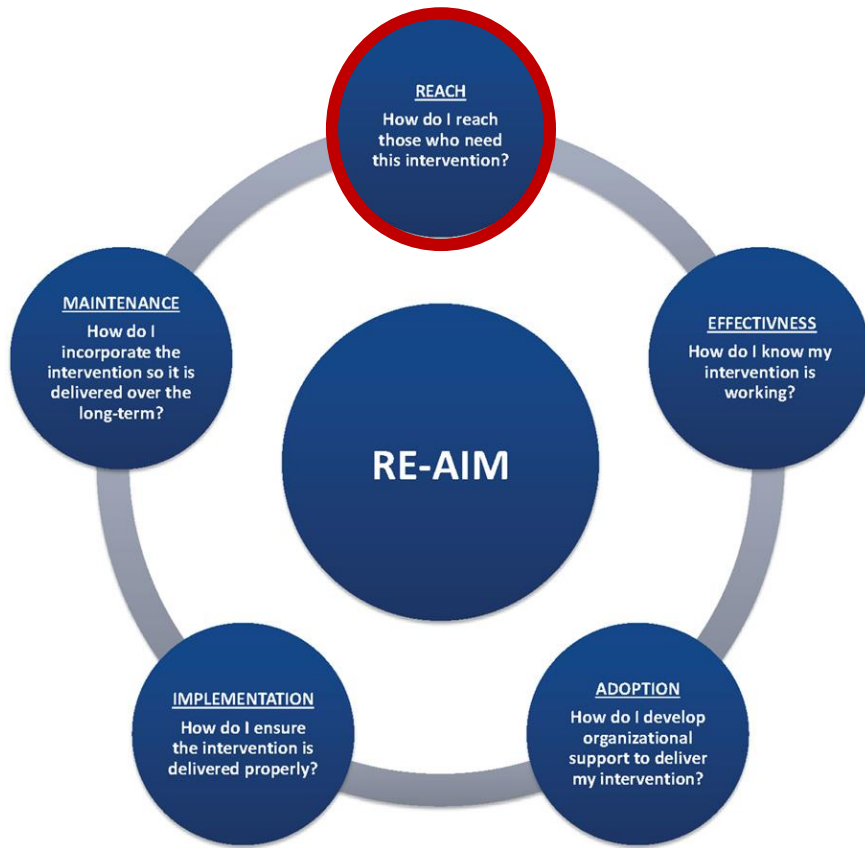 REACH
How do I reach
those who need
this intervention?
EFFECTIVNESS
How do I know my
intervention is
working?
ADOPTION
How do I develop
organizational
support to deliver
my intervention?
IMPLEMENTATION
How do I ensure
the intervention is
delivered properly?
MAINTENANCE
How do I
incorporate the
intervention so it is
delivered over the
long-term?
RE-AIM